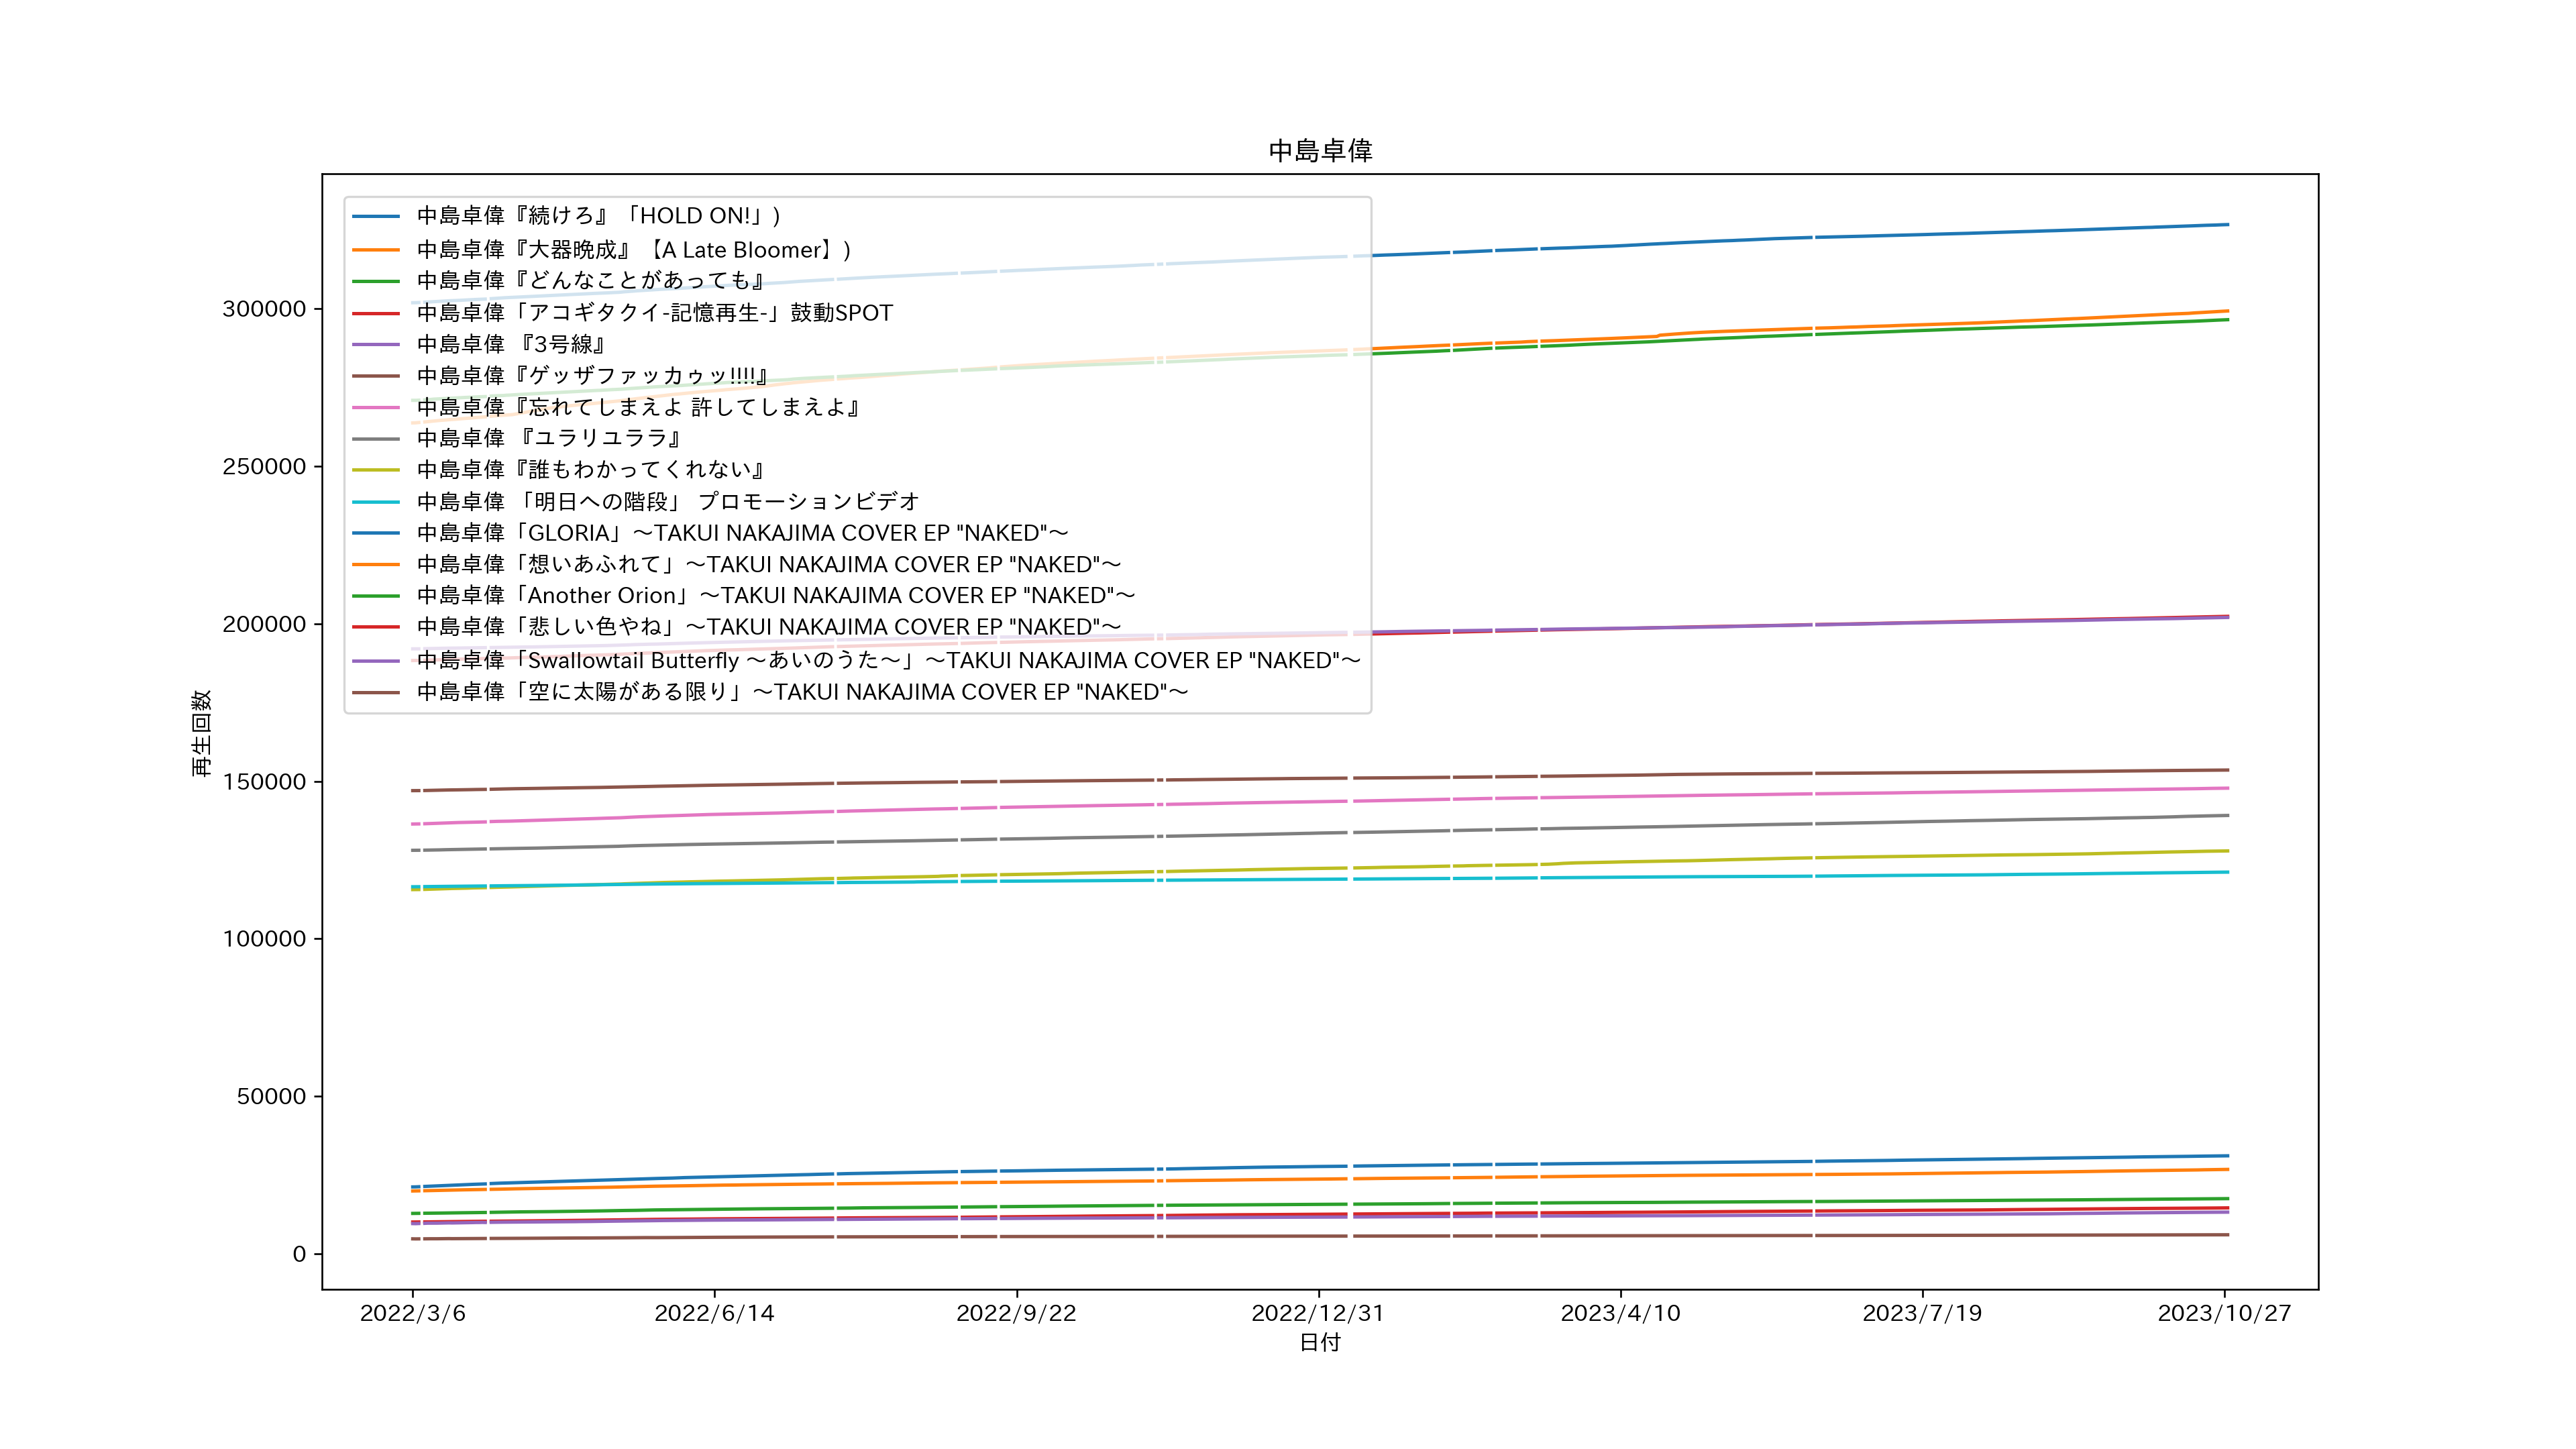 中島卓偉
中島卓偉『続けろ』「HOLD ON!」)
中島卓偉『大器晩成』【A Late Bloomer】)
中島卓偉『どんなことがあっても』
中島卓偉「アコギタクイ-記憶再生-」鼓動SPOT
中島卓偉 『3号線』
中島卓偉『ゲッザファッカゥッ!!!!』
中島卓偉『忘れてしまえよ 許してしまえよ』
中島卓偉 『ユラリユララ』
中島卓偉『誰もわかってくれない』
中島卓偉 「明日への階段」 プロモーションビデオ
中島卓偉「GLORIA」～TAKUI NAKAJIMA COVER EP "NAKED"～
中島卓偉「想いあふれて」～TAKUI NAKAJIMA COVER EP "NAKED"～
中島卓偉「Another Orion」～TAKUI NAKAJIMA COVER EP "NAKED"～
中島卓偉「悲しい色やね」～TAKUI NAKAJIMA COVER EP "NAKED"～
中島卓偉「Swallowtail Butterfly ～あいのうた～」～TAKUI NAKAJIMA COVER EP "NAKED"～
中島卓偉「空に太陽がある限り」～TAKUI NAKAJIMA COVER EP "NAKED"～
再生回数
300000
250000
200000
150000
100000
50000
0
2022/3/6 2022/6/14 2022/9/22 2022/12/31 2023/4/10 2023/7/19 2023/10/27
日付